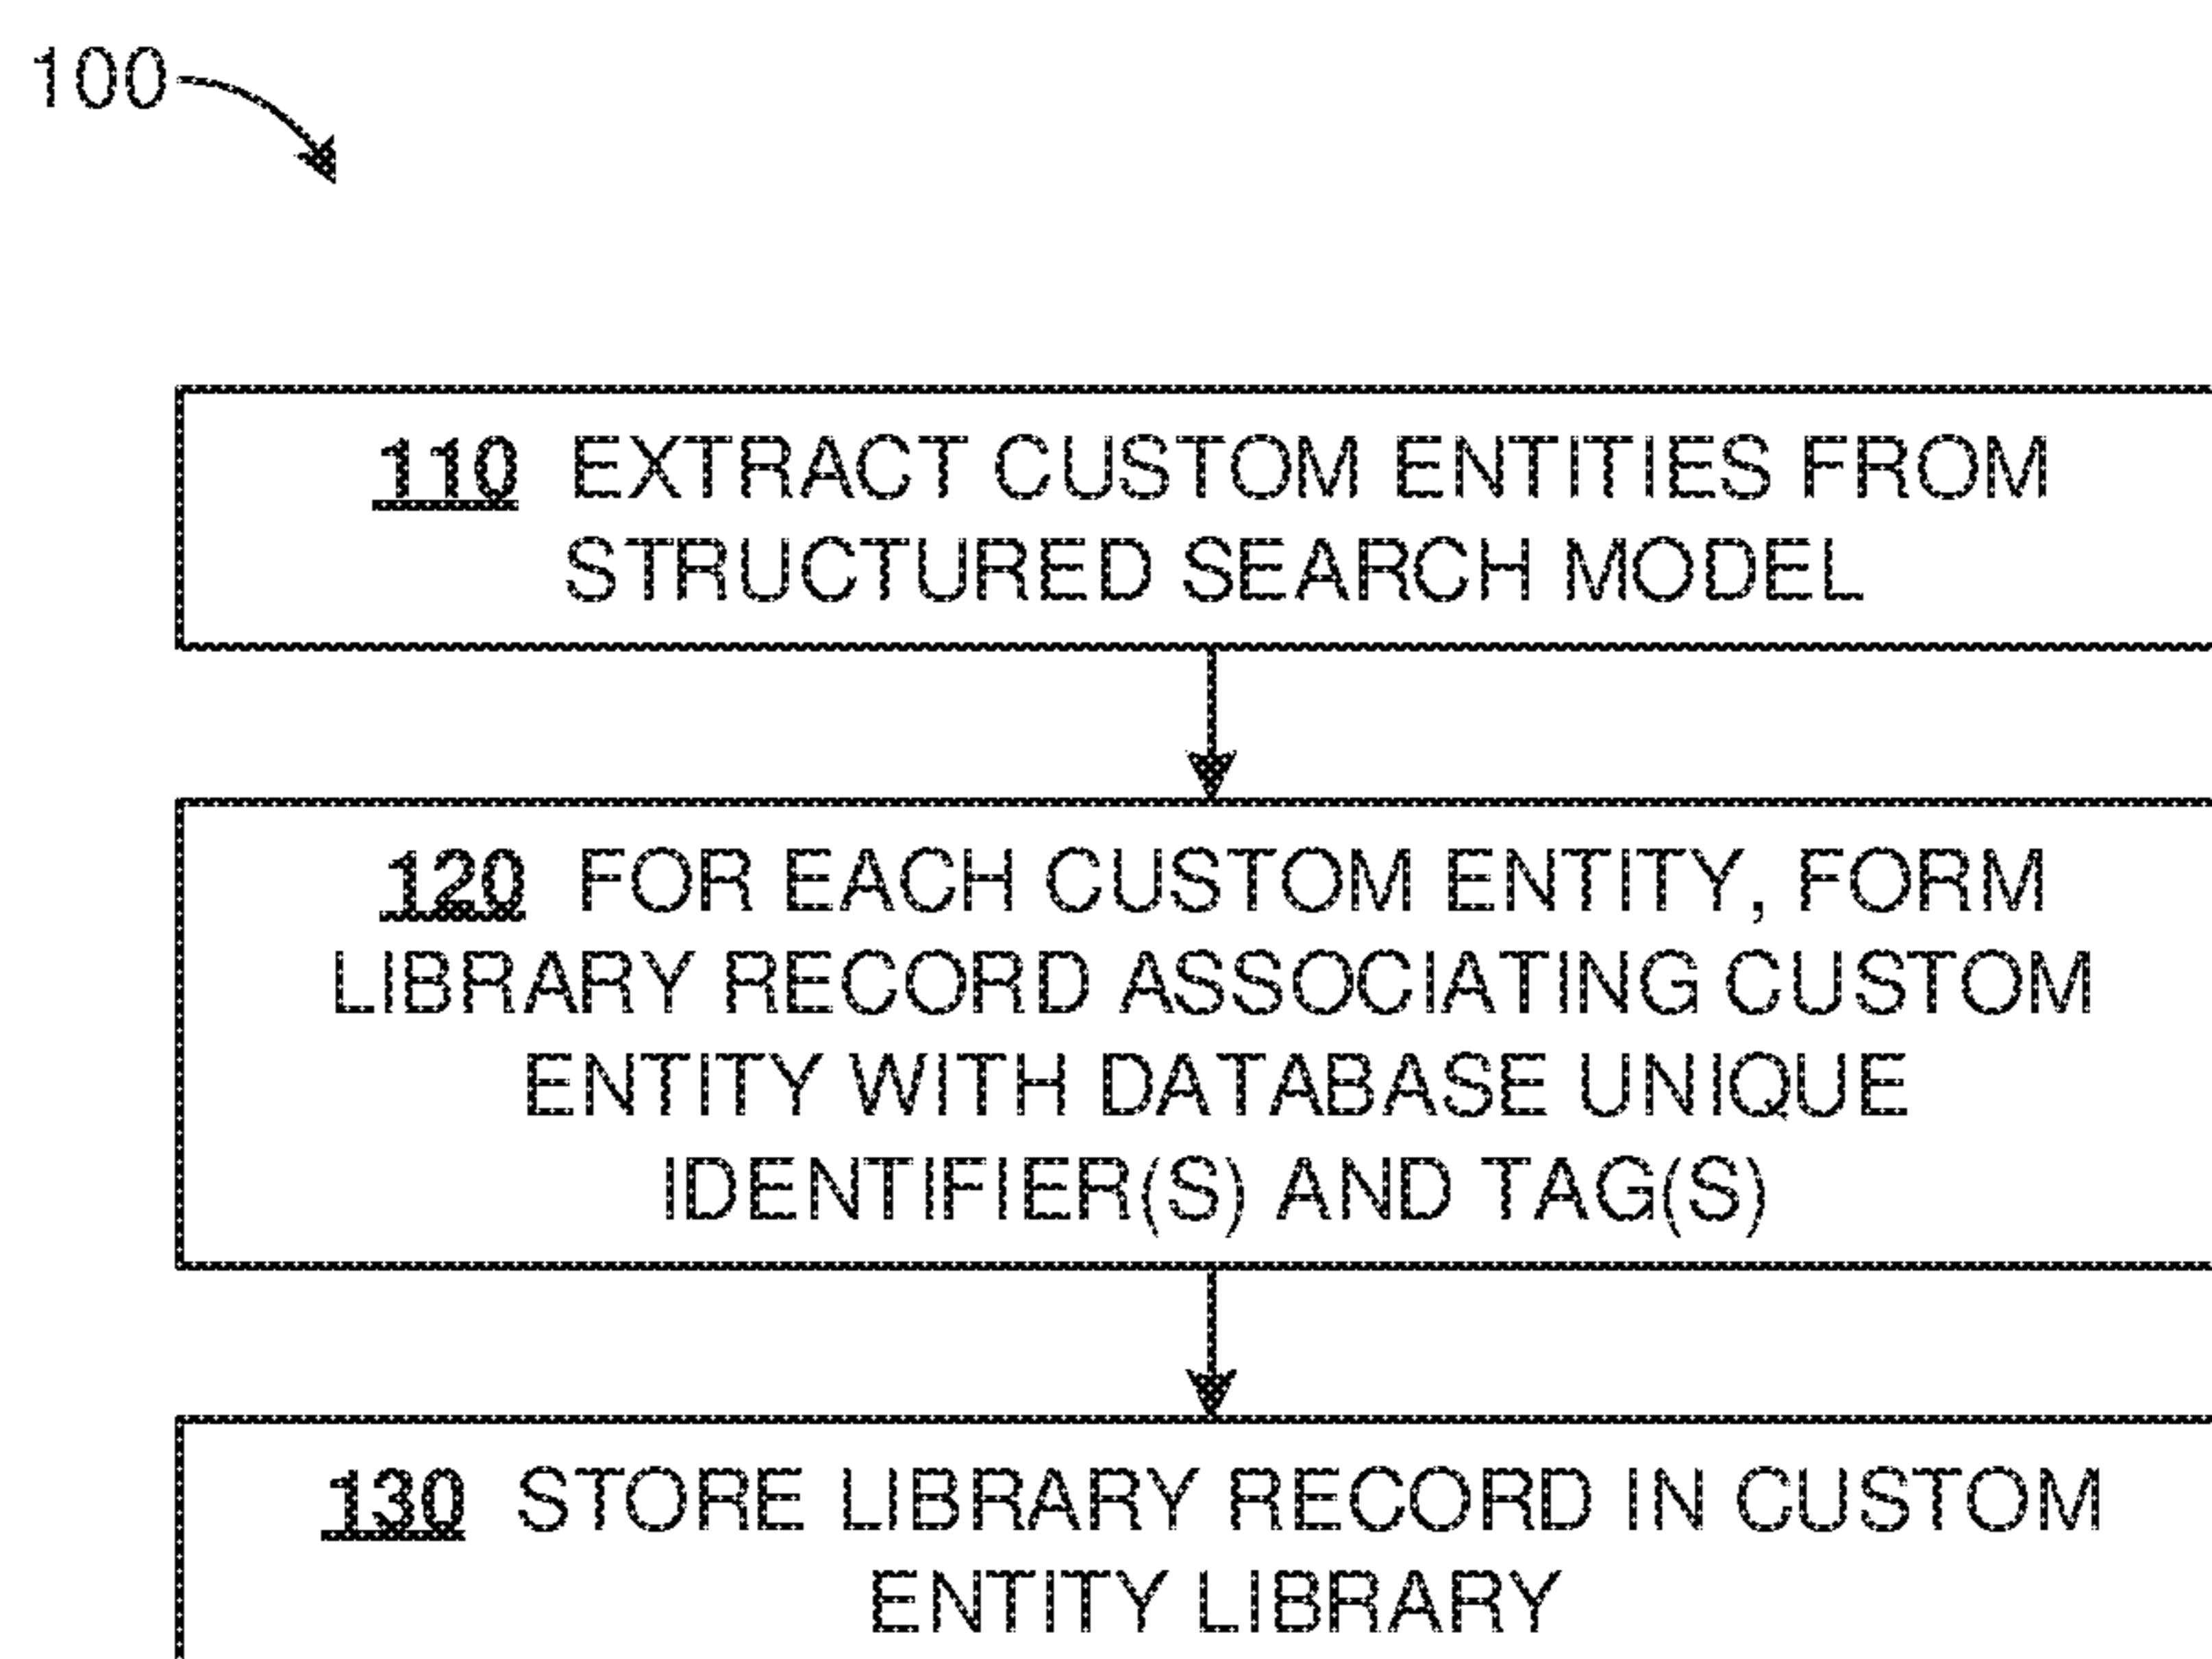 100
110 EXTRACT CUSTOM ENTITIES FROM
STRUCTURED SEARCH MODEL
120 FOR EACH CUSTOM ENTITY, FORM
LIBRARY RECORD ASSOCIATING CUSTOM
ENTITY WITH DATABASE UNIQUE
IDENTIFIER(S) AND TAG(S)
130 STORE LIBRARY RECORD IN CUSTOM
ENTITY LIBRARY